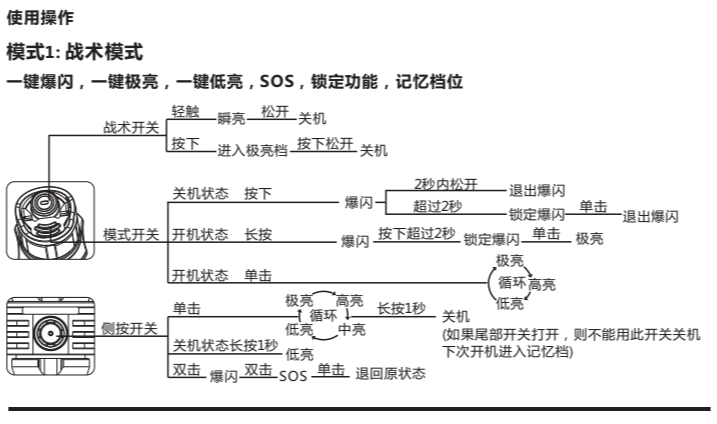 使用操作
模式1: 战术模式
一键爆闪，一键极亮，一键低亮，SOS，锁定功能，记忆档位
战术开关
轻触 瞬亮 松开 关机
按下 进入极亮档 按下松开 关机
模式开关
关机状态 按下 爆闪
2秒内松开 退出爆闪
超过2秒 锁定爆闪 单击 退出爆闪
开机状态 长按 爆闪 按下超过2秒 锁定爆闪 单击 极亮
开机状态 单击
极亮
循环 高亮
低亮
侧按开关
单击
极亮 高亮
循环
低亮 中亮
长按1秒 关机
(如果尾部开关打开，则不能用此开关关机
下次开机进入记忆档)
关机状态长按1秒 低亮
双击 爆闪 双击 SOS 单击 退回原状态